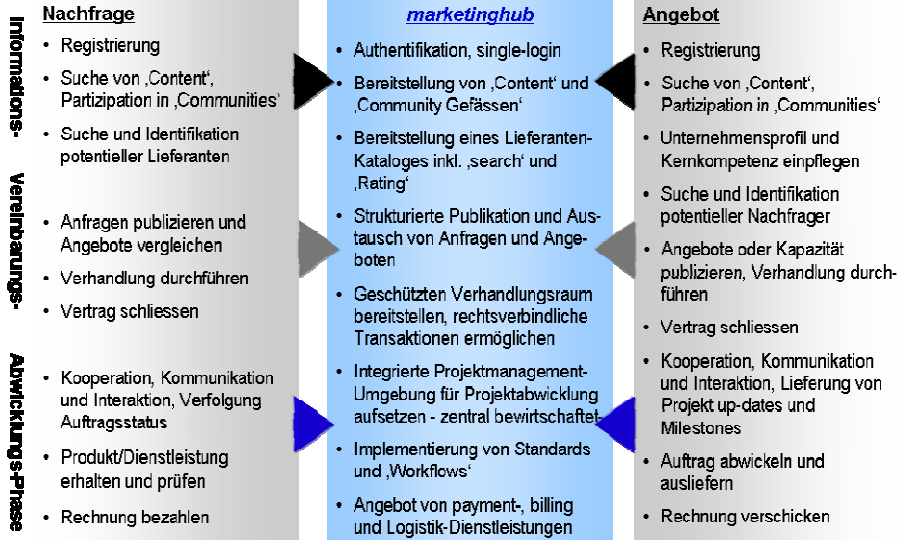 Informations-
Vereinbarungs-
Abwicklungs-Phase
Nachfrage
• Registrierung
• Suche von ‚Content‘,
Partizipation in ‚Communities‘
• Suche und Identifikation
potentieller Lieferanten
• Anfragen publizieren und
Angebote vergleichen
• Verhandlung durchführen
• Vertrag schliessen
• Kooperation, Kommunikation
und Interaktion, Verfolgung
Auftragsstatus
• Produkt/Dienstleistung
erhalten und prüfen
• Rechnung bezahlen
marketinghub
• Authentifikation, single-login
• Bereitstellung von ‚Content‘ und
‚Community Gefässen‘
• Bereitstellung eines Lieferanten-
Kataloges inkl. ‚search‘ und
‚Rating‘
• Strukturierte Publikation und Aus-
tausch von Anfragen und Ange-
boten
• Geschützten Verhandlungsraum
bereitstellen, rechtsverbindliche
Transaktionen ermöglichen
• Integrierte Projektmanagement-
Umgebung für Projektabwicklung
aufsetzen - zentral bewirtschaftet
• Implementierung von Standards
und ‚Workflows‘
• Angebot von payment-, billing
und Logistik-Dienstleistungen
Angebot
• Registrierung
• Suche von ‚Content‘,
Partizipation in ‚Communities‘
• Unternehmensprofil und
Kernkompetenz einpflegen
• Suche und Identifikation
potentieller Nachfrager
• Angebote oder Kapazität
publizieren, Verhandlung durch-
führen
• Vertrag schliessen
• Kooperation, Kommunikation
und Interaktion, Lieferung von
Projekt up-dates und
Milestones
• Auftrag abwickeln und
ausliefern
• Rechnung verschicken